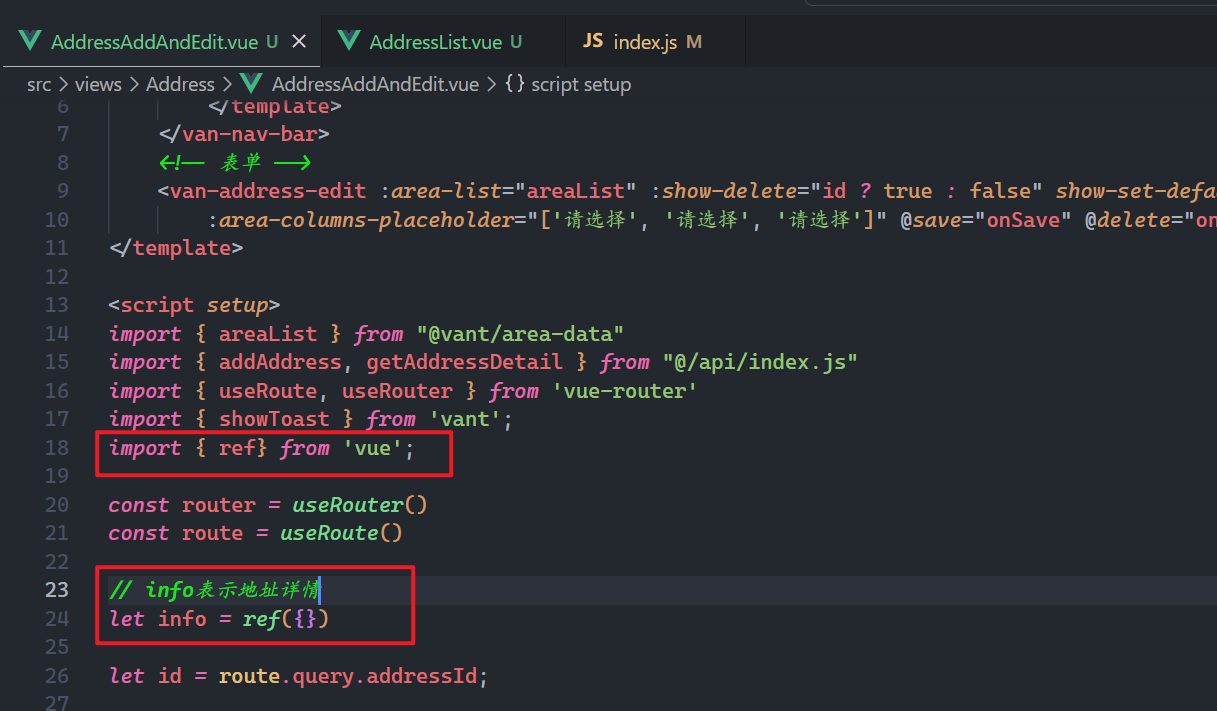 AddressAddAndEdit.vue U
AddressList.vue U
JS index.js M
src > views > Address > AddressAddAndEdit.vue > {} script setup
6 </template>
7 </van-nav-bar>
8 <!-- 表单 -->
9 <van-address-edit :area-list="areaList" :show-delete="id ? true : false" show-set-defa
10 :area-columns-placeholder="['请选择', '请选择', '请选择']" @save="onSave" @delete="on
11 </template>
12
13 <script setup>
14 import { areaList } from "@vant/area-data"
15 import { addAddress, getAddressDetail } from "@/api/index.js"
16 import { useRoute, useRouter } from 'vue-router'
17 import { showToast } from 'vant';
18 import { ref} from 'vue';
19
20 const router = useRouter()
21 const route = useRoute()
22
23 // info表示地址详情
24 let info = ref({})
25
26 let id = route.query.addressId;
27